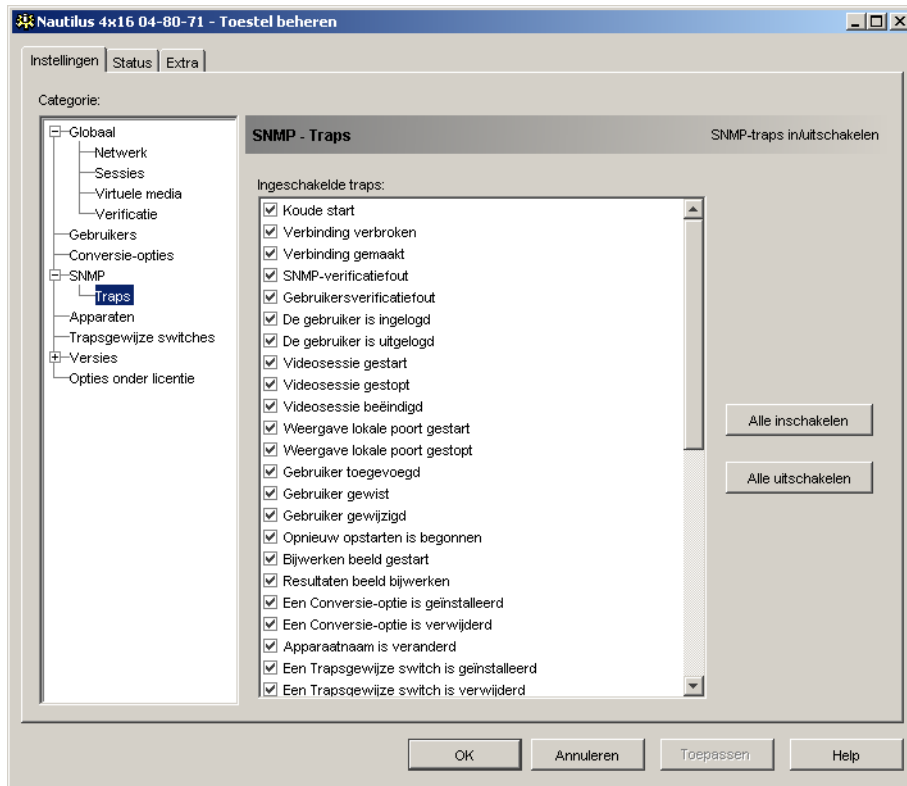 Nautilus 4x16 04-80-71 - Toestel beheren
Instellingen Status Extra
Categorie:
Globaal
Netwerk
Sessies
Virtuele media
Verificatie
Gebruikers
Conversie-opties
SNMP
Traps
Apparaten
Trapsgewijze switches
Versies
Opties onder licentie
SNMP - Traps
SNMP-traps in/uitschakelen
Ingeschakelde traps:
Koude start
Verbinding verbroken
Verbinding gemaakt
SNMP-verificatiefout
Gebruikersverificatiefout
De gebruiker is ingelogd
De gebruiker is uitgelogd
Videosessie gestart
Videosessie gestopt
Videosessie beëindigd
Weergave lokale poort gestart
Weergave lokale poort gestopt
Gebruiker toegevoegd
Gebruiker gewist
Gebruiker gewijzigd
Opnieuw opstarten is begonnen
Bijwerken beeld gestart
Resultaten beeld bijwerken
Een Conversie-optie is geïnstalleerd
Een Conversie-optie is verwijderd
Apparaatnaam is veranderd
Een Trapsgewijze switch is geïnstalleerd
Een Trapsgewijze switch is verwijderd
Alle inschakelen
Alle uitschakelen
OK Annuleren Toepassen Help